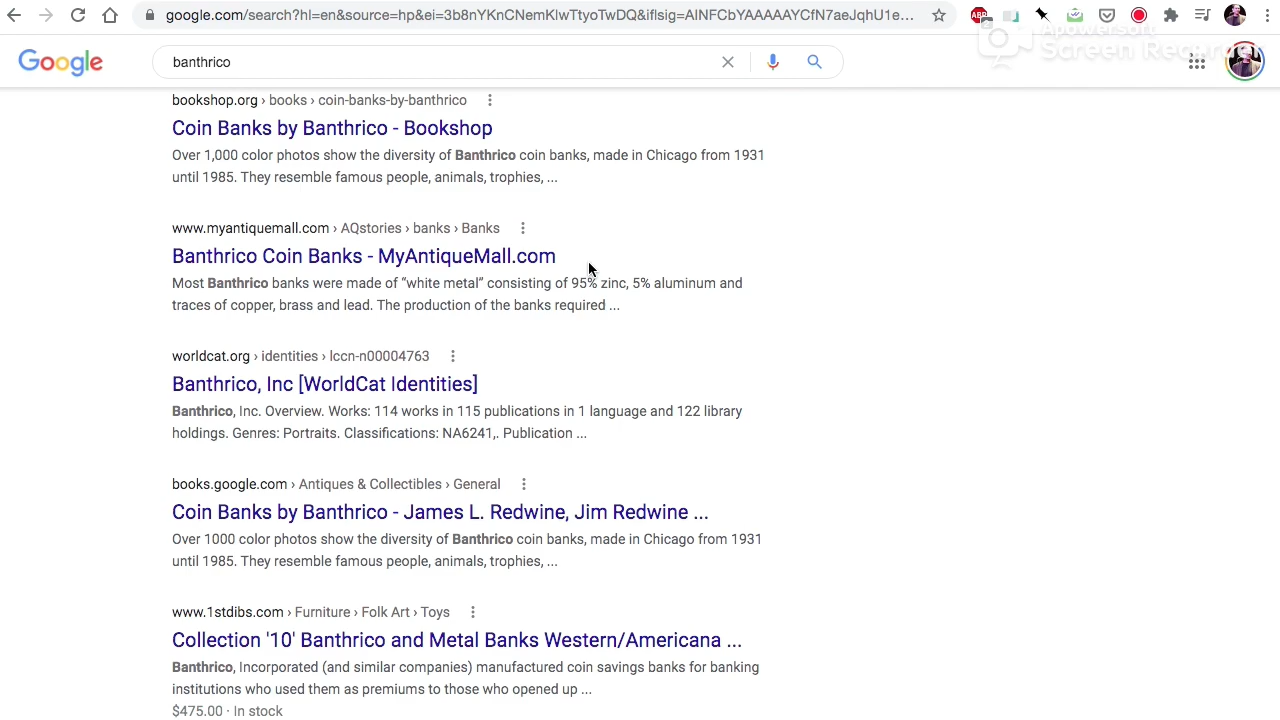 google.com/search?hl=en&source=hp&ei=3b8nYKnCNemKlwTtyoTwDQ&iflsig=AINFCbYAAAAAYCfN7aeJqhU1e...
ABP
Apowersoft
Screen Recorder
Google
banthrico
bookshop.org › books › coin-banks-by-banthrico
Coin Banks by Banthrico - Bookshop
Over 1,000 color photos show the diversity of Banthrico coin banks, made in Chicago from 1931
until 1985. They resemble famous people, animals, trophies, ...
www.myantiquemall.com › AQstories › banks › Banks
Banthrico Coin Banks - MyAntiqueMall.com
Most Banthrico banks were made of “white metal” consisting of 95% zinc, 5% aluminum and
traces of copper, brass and lead. The production of the banks required ...
worldcat.org › identities › lccn-n00004763
Banthrico, Inc [WorldCat Identities]
Banthrico, Inc. Overview. Works: 114 works in 115 publications in 1 language and 122 library
holdings. Genres: Portraits. Classifications: NA6241,. Publication ...
books.google.com › Antiques & Collectibles › General
Coin Banks by Banthrico - James L. Redwine, Jim Redwine ...
Over 1000 color photos show the diversity of Banthrico coin banks, made in Chicago from 1931
until 1985. They resemble famous people, animals, trophies, ...
www.1stdibs.com › Furniture › Folk Art › Toys
Collection '10' Banthrico and Metal Banks Western/Americana ...
Banthrico, Incorporated (and similar companies) manufactured coin savings banks for banking
institutions who used them as premiums to those who opened up ...
$475.00 · In stock